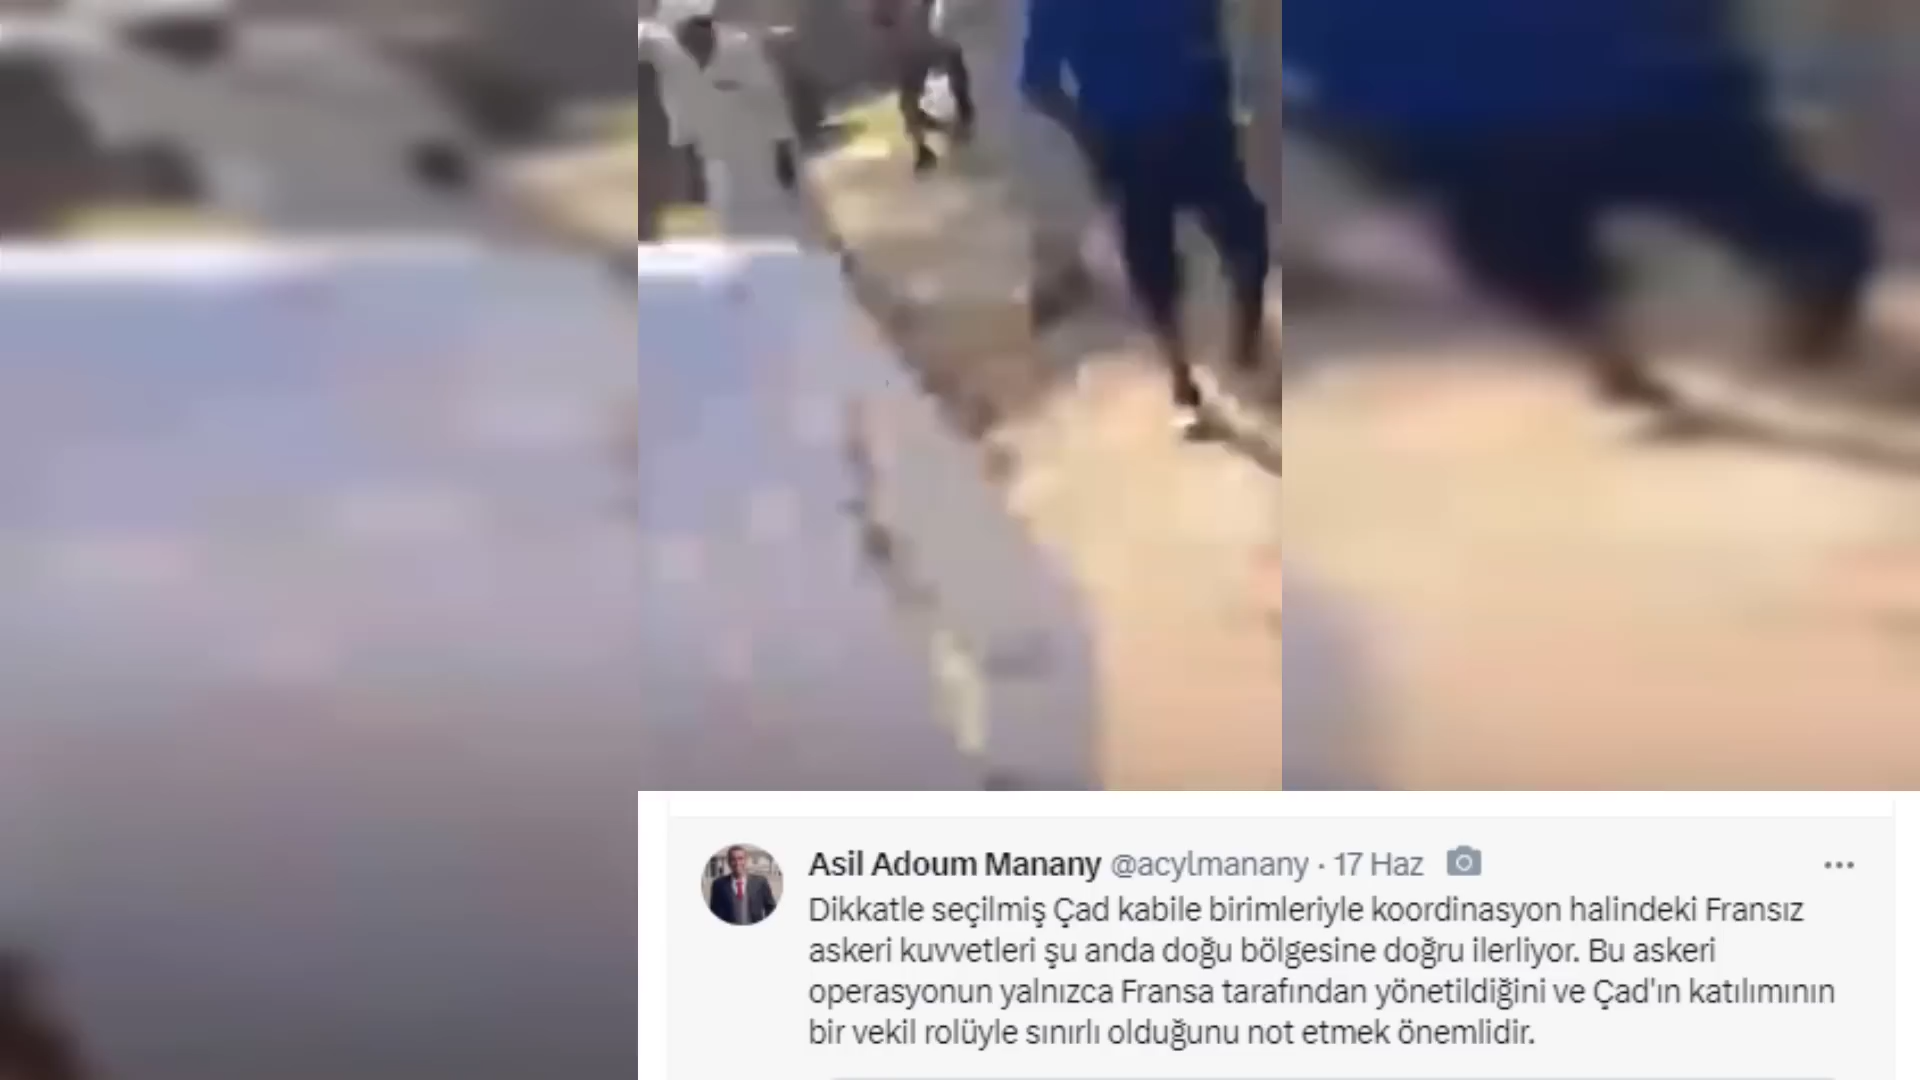 Asil Adoum Manany @acylmanany · 17 Haz
Dikkatle seçilmiş Çad kabile birimleriyle koordinasyon halindeki Fransız
askeri kuvvetleri şu anda doğu bölgesine doğru ilerliyor. Bu askeri
operasyonun yalnızca Fransa tarafından yönetildiğini ve Çad'ın katılımının
bir vekil rolüyle sınırlı olduğunu not etmek önemlidir.